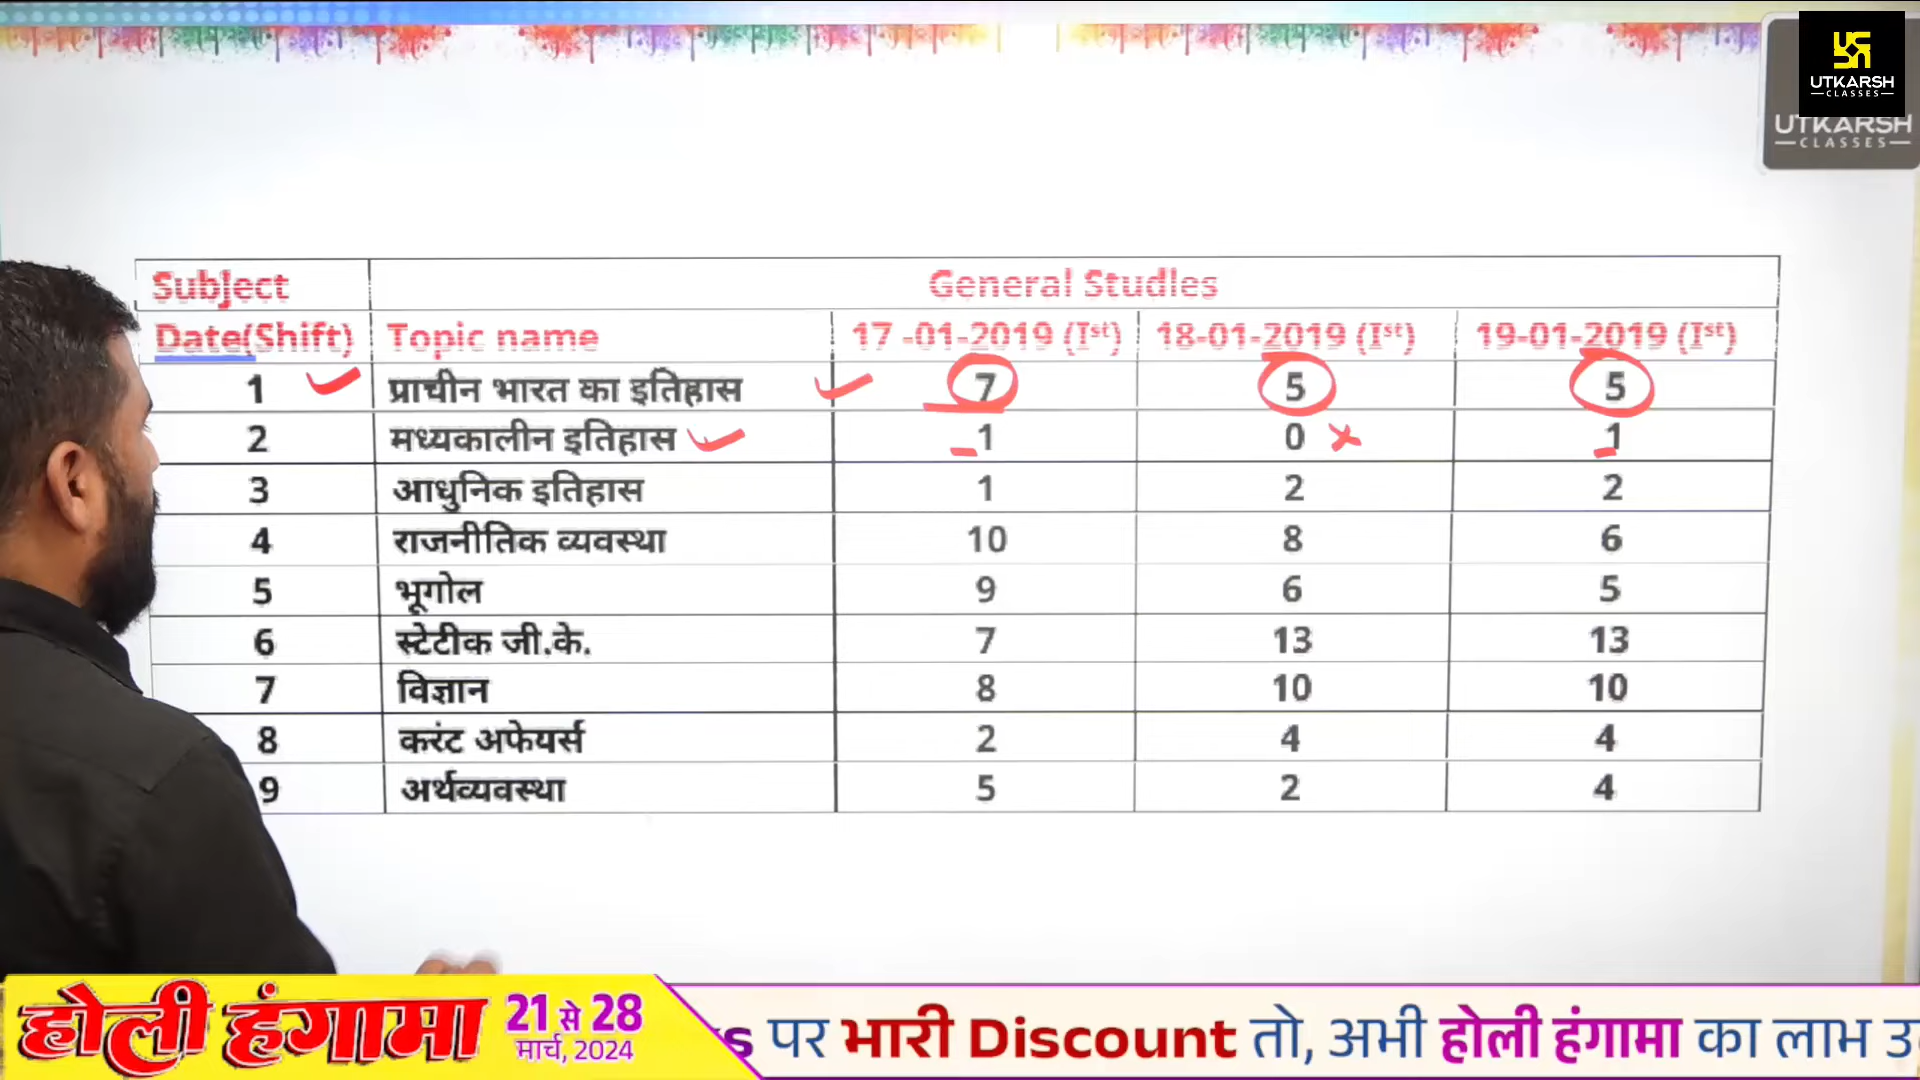 UTKARSH
CLASSES
UTKARSH
CLASSES
Subject General Studies
Date(Shift) Topic name 17 -01-2019 (Iˢᵗ) 18-01-2019 (Iˢᵗ) 19-01-2019 (Iˢᵗ)
1 प्राचीन भारत का इतिहास 7 5 5
2 मध्यकालीन इतिहास 1 0 1
3 आधुनिक इतिहास 1 2 2
4 राजनीतिक व्यवस्था 10 8 6
5 भूगोल 9 6 5
6 स्टेटीक जी.के. 7 13 13
7 विज्ञान 8 10 10
8 करंट अफेयर्स 2 4 4
9 अर्थव्यवस्था 5 2 4
होली हंगामा 21 से 28
मार्च, 2024
पर भारी Discount तो, अभी होली हंगामा का लाभ